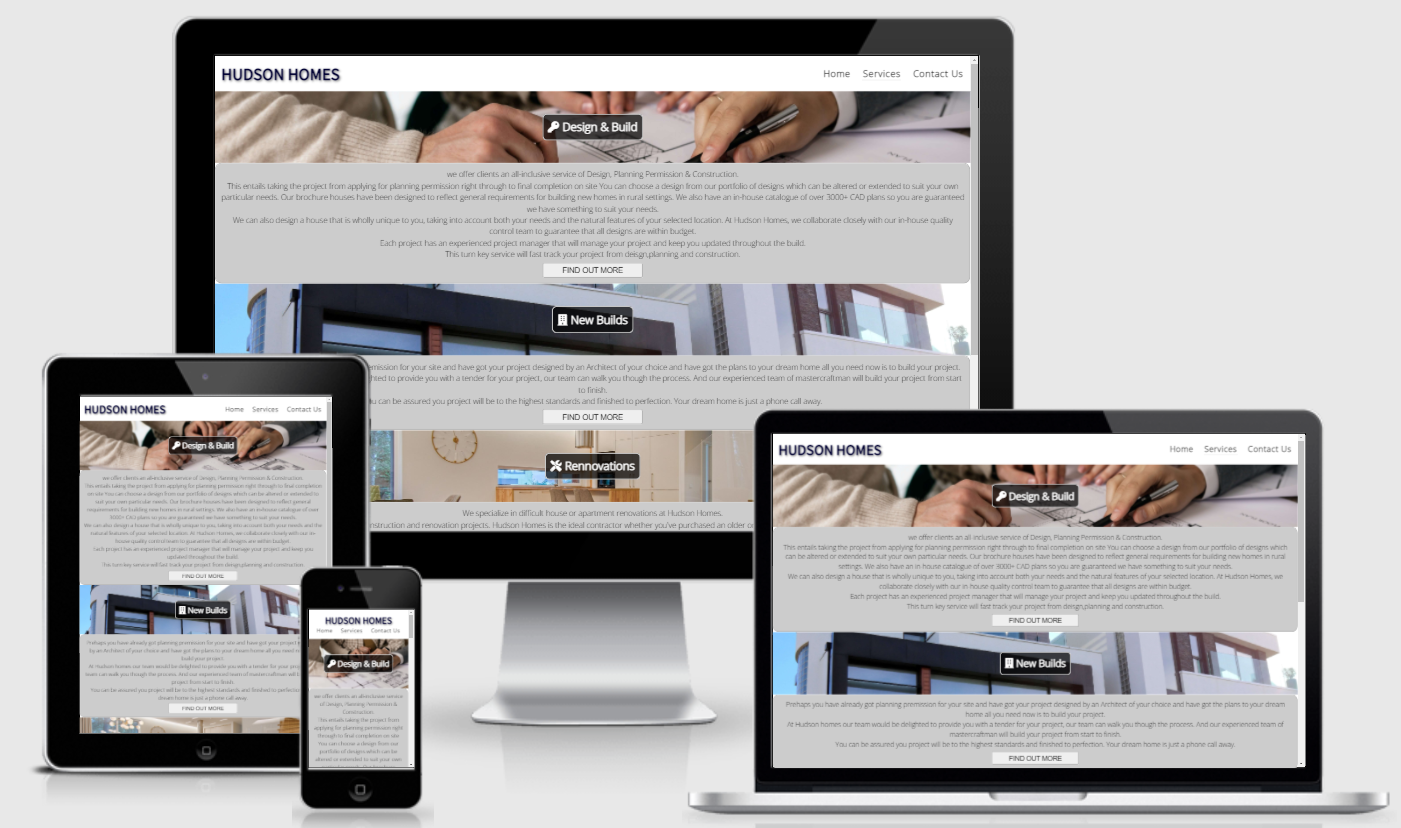 HUDSON HOMES
Home Services Contact Us
Design & Build
we offer clients an all-inclusive service of Design, Planning Permission & Construction.
This entails taking the project from applying for planning permission right through to final completion on site You can choose a design from our portfolio of designs which can be altered or extended to suit your own
particular needs. Our brochure houses have been designed to reflect general requirements for building new homes in rural settings. We also have an in-house catalogue of over 3000+ CAD plans so you are guaranteed
we have something to suit your needs.
We can also design a house that is wholly unique to you, taking into account both your needs and the natural features of your selected location. At Hudson Homes, we collaborate closely with our in-house quality
control team to guarantee that all designs are within budget.
Each project has an experienced project manager that will manage your project and keep you updated throughout the build.
This turn key service will fast track your project from deisgn,planning and construction.
FIND OUT MORE
New Builds
ermission for your site and have got your project designed by an Architect of your choice and have got the plans to your dream home all you need now is to build your project.
ghted to provide you with a tender for your project, our team can walk you though the process. And our experienced team of mastercraftman will build your project from start
to finish.
u can be assured you project will be to the highest standards and finished to perfection. Your dream home is just a phone call away.
FIND OUT MORE
Rennovations
We specialize in difficult house or apartment renovations at Hudson Homes.
nstruction and renovation projects. Hudson Homes is the ideal contractor whether you've purchased an older or
HUDSON HOMES
Home Services Contact Us
Design & Build
we offer clients an all-inclusive service of Design, Planning Permission & Construction.
This entails taking the project from applying for planning permission right through to final completion
on site You can choose a design from our portfolio of designs which can be altered or extended to
suit your own particular needs. Our brochure houses have been designed to reflect general
requirements for building new homes in rural settings. We also have an in-house catalogue of over
3000+ CAD plans so you are guaranteed we have something to suit your needs.
We can also design a house that is wholly unique to you, taking into account both your needs and the
natural features of your selected location. At Hudson Homes, we collaborate closely with our in-
house quality control team to guarantee that all designs are within budget.
Each project has an experienced project manager that will manage your project and keep you
updated throughout the build.
This turn key service will fast track your project from deisgn,planning and construction.
FIND OUT MORE
New Builds
Perhaps you have already got planning premission for your site and have got your project
by an Architect of your choice and have got the plans to your dream home all you need
build your project.
At Hudson homes our team would be delighted to provide you with a tender for your
team can walk you though the process. And our experienced team of mastercraftman will
project from start to finish.
You can be assured you project will be to the highest standards and finished to
dream home is just a phone call away.
FIND OUT MORE
HUDSON HOMES
Home Services Contact Us
Design & Build
we offer clients an all-inclusive service
of Design, Planning Permission &
Construction.
This entails taking the project from
applying for planning permission right
through to final completion on site
You can choose a design from our
portfolio of designs which can be
altered or extended to suit your own
HUDSON HOMES
Home Services Contact Us
Design & Build
we offer clients an all-inclusive service of Design, Planning Permission & Construction.
This entails taking the project from applying for planning permission right through to final completion on site You can choose a design from our portfolio of designs which
can be altered or extended to suit your own particular needs. Our brochure houses have been designed to reflect general requirements for building new homes in rural
settings. We also have an in-house catalogue of over 3000+ CAD plans so you are guaranteed we have something to suit your needs.
We can also design a house that is wholly unique to you, taking into account both your needs and the natural features of your selected location. At Hudson Homes, we
collaborate closely with our in-house quality control team to guarantee that all designs are within budget.
Each project has an experienced project manager that will manage your project and keep you updated throughout the build.
This turn key service will fast track your project from deisgn,planning and construction.
FIND OUT MORE
New Builds
Perhaps you have already got planning premission for your site and have got your project designed by an Architect of your choice and have got the plans to your dream
home all you need now is to build your project.
At Hudson homes our team would be delighted to provide you with a tender for your project, our team can walk you though the process. And our experienced team of
mastercraftman will build your project from start to finish.
You can be assured you project will be to the highest standards and finished to perfection. Your dream home is just a phone call away.
FIND OUT MORE